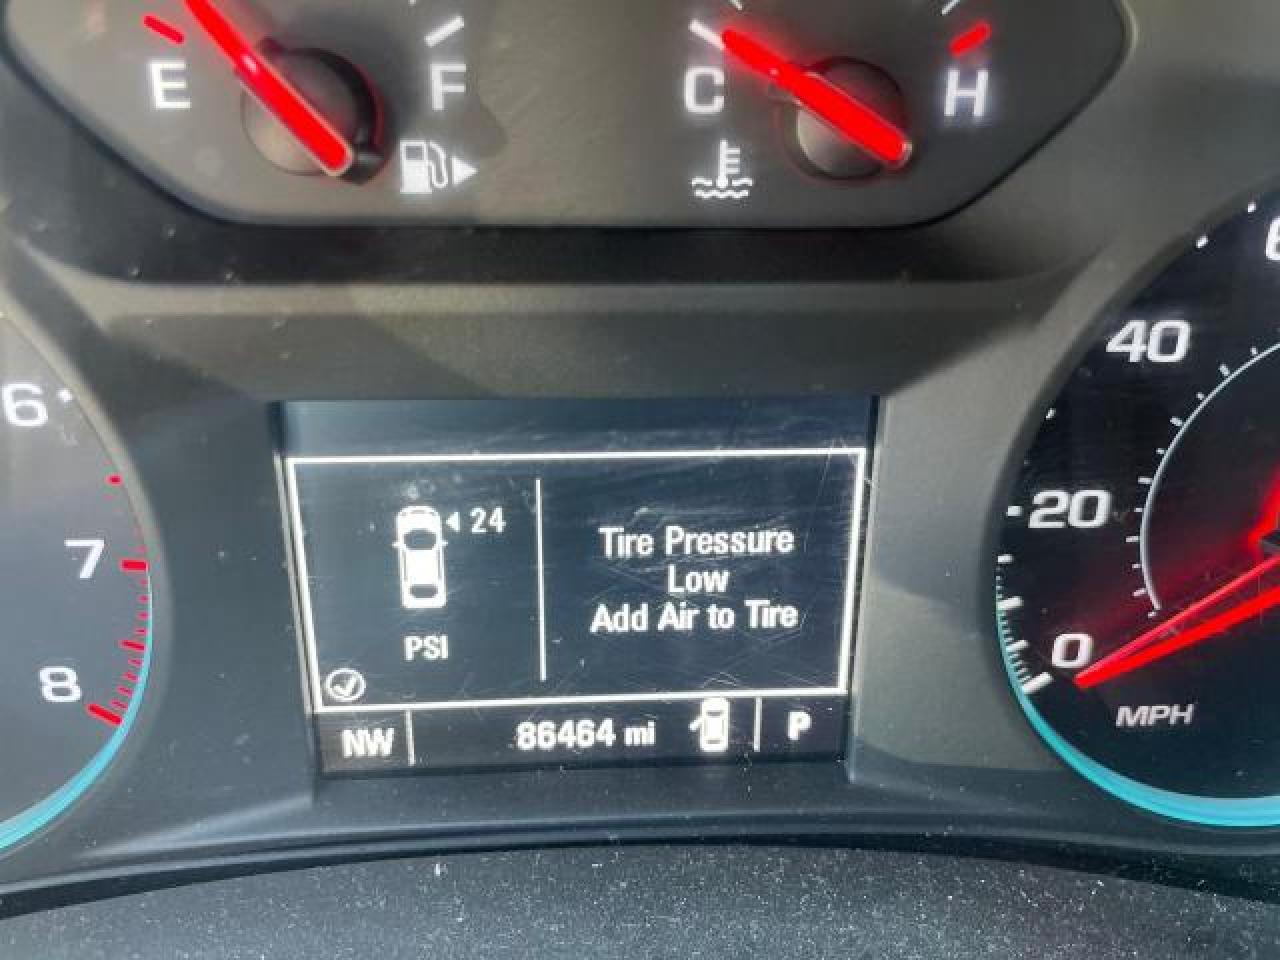 E F C H
6
7
8
40
20
0
MPH
24
PSI
Tire Pressure
Low
Add Air to Tire
NW 86464 mi P